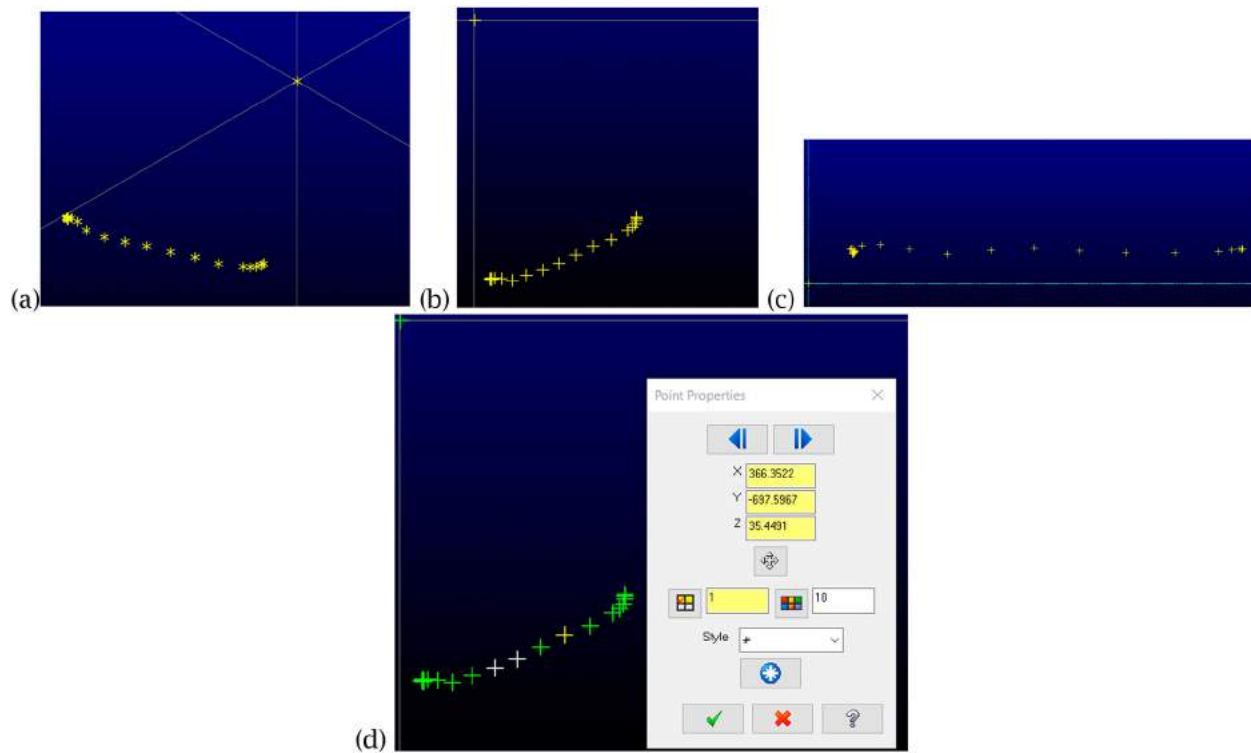 (a)
(b)
(c)
(d)
Point Properties
X 366.3522
Y -697.5967
Z 35.4491
1
10
Style